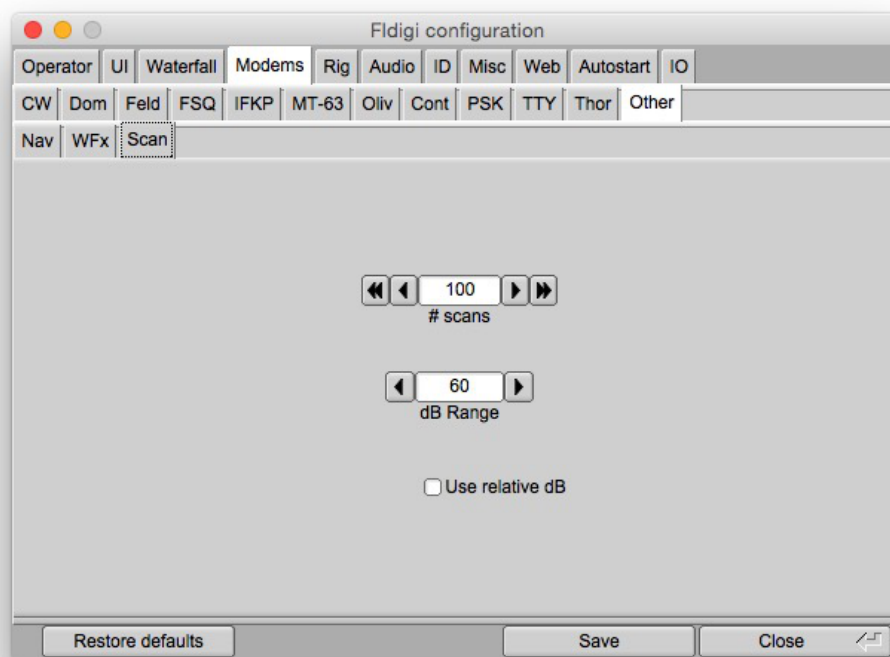 Fldigi configuration
Operator UI Waterfall Modems Rig Audio ID Misc Web Autostart IO
CW Dom Feld FSQ IFKP MT-63 Oliv Cont PSK TTY Thor Other
Nav WFx Scan
100
# scans
60
dB Range
Use relative dB
Restore defaults Save Close